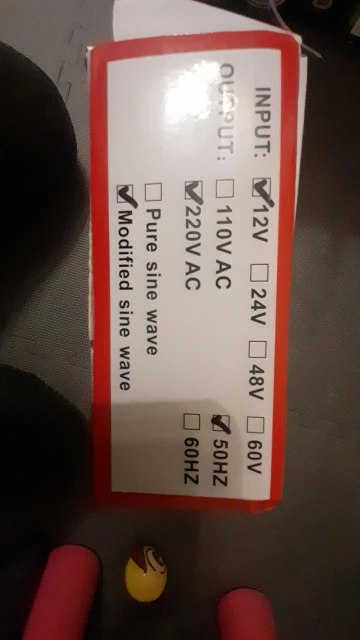 INPUT: ☑12V ☐24V ☐48V ☐60V
OUTPUT: ☐110V AC ☑50HZ
☑220V AC ☐60HZ
☐Pure sine wave
☑Modified sine wave